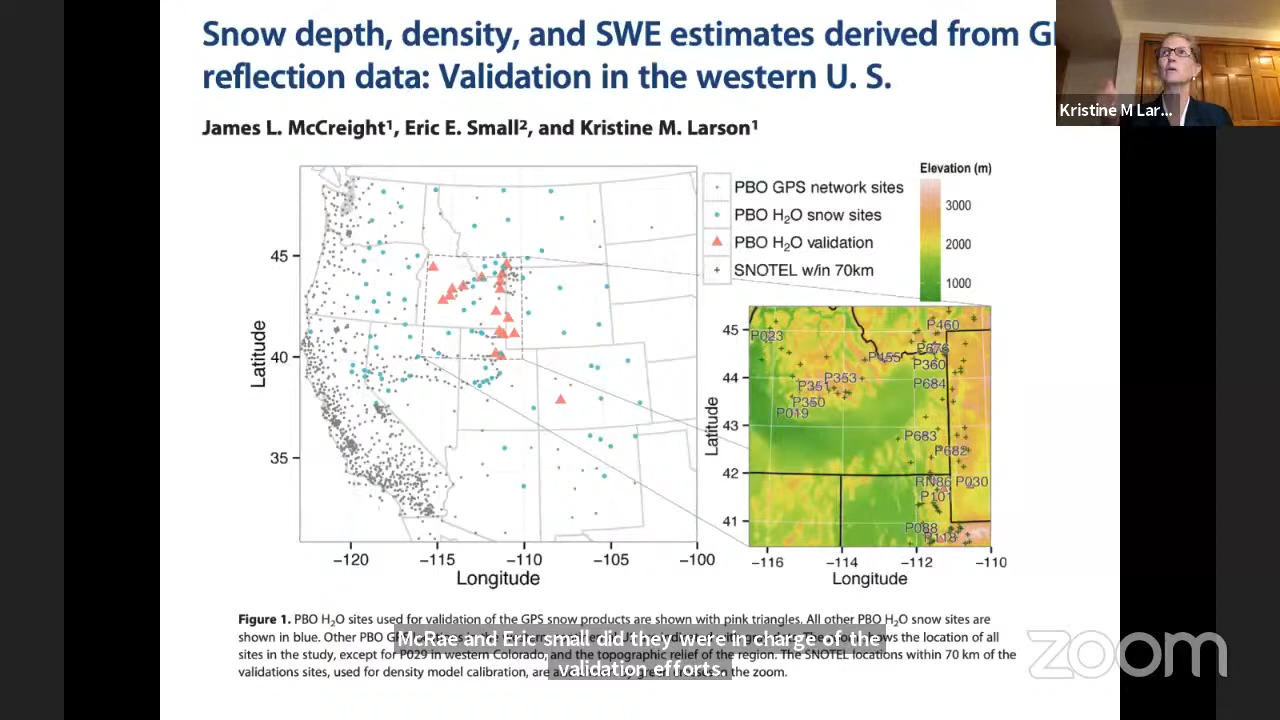 Snow depth, density, and SWE estimates derived from
reflection data: Validation in the western U. S.
Kristine M Lar...
James L. McCreight¹, Eric E. Small², and Kristine M. Larson¹
Elevation (m)
3000
2000
1000
PBO GPS network sites
PBO H₂O snow sites
PBO H₂O validation
SNOTEL w/in 70km
45
40
35
Latitude
−120
−115
−110
−105
−100
Longitude
45
44
43
42
41
Latitude
P460
P023
P676
P455
P360
P353
P684
P351
P350
P019
P683
P682
RN86
P030
P10
P088
P118
−116
−114
−112
−110
Longitude
Figure 1. PBO H₂O sites used for validation of the GPS snow products are shown with pink triangles. All other PBO H₂O snow sites are
shown in blue. Other PBO the location of all
sites in the study, except for P029 in western Colorado, and the topographic relief of the region. The SNOTEL locations within 70 km of the
validations sites, used for density model calibration, are the zoom.
McRae and Eric small did they were in charge of the
validation efforts.
zoom